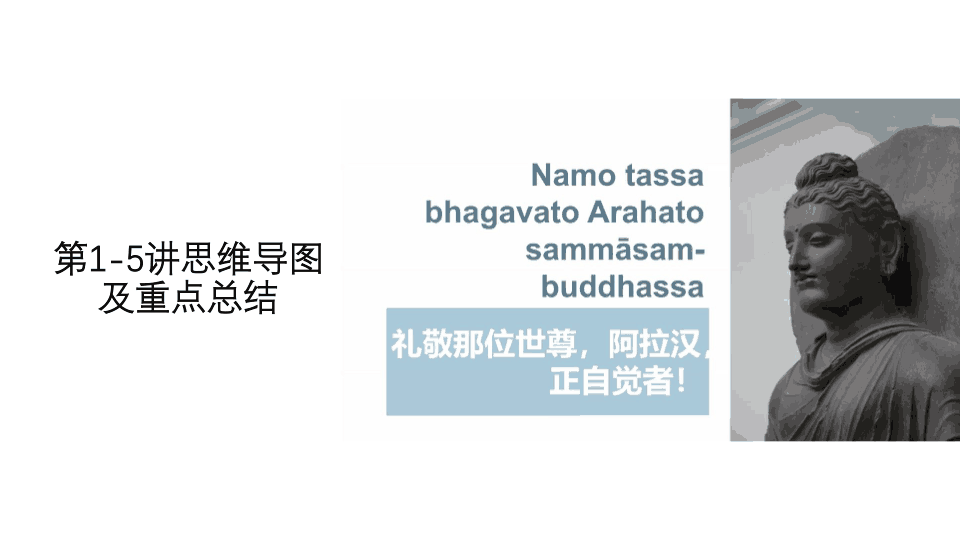 第1-5讲思维导图
及重点总结
Namo tassa
bhagavato Arahato
sammāsam-
buddhassa
礼敬那位世尊，阿拉汉，
正自觉者！